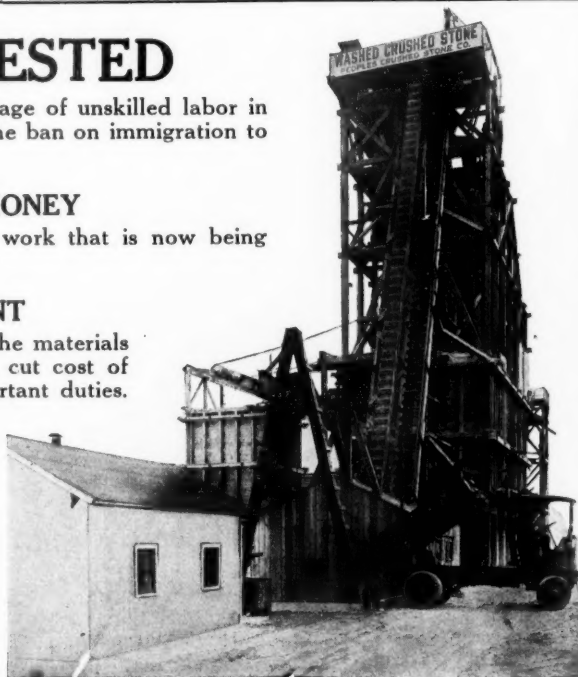 ESTED
age of unskilled labor in
ne ban on immigration to
ONEY
work that is now being
NT
he materials
cut cost of
rtant duties.
WASHED CRUSHED STONE
PEOPLES CRUSHED STONE CO.